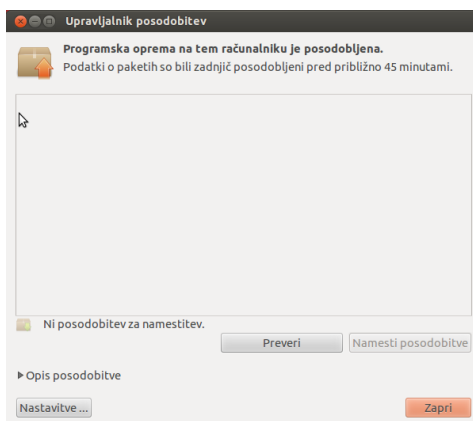 Upravljalnik posodobitev
Programska oprema na tem računalniku je posodobljena.
Podatki o paketih so bili zadnjič posodobljeni pred približno 45 minutami.
Ni posodobitev za namestitev.
Preveri
Namesti posodobitve
Opis posodobitve
Nastavitve ...
Zapri